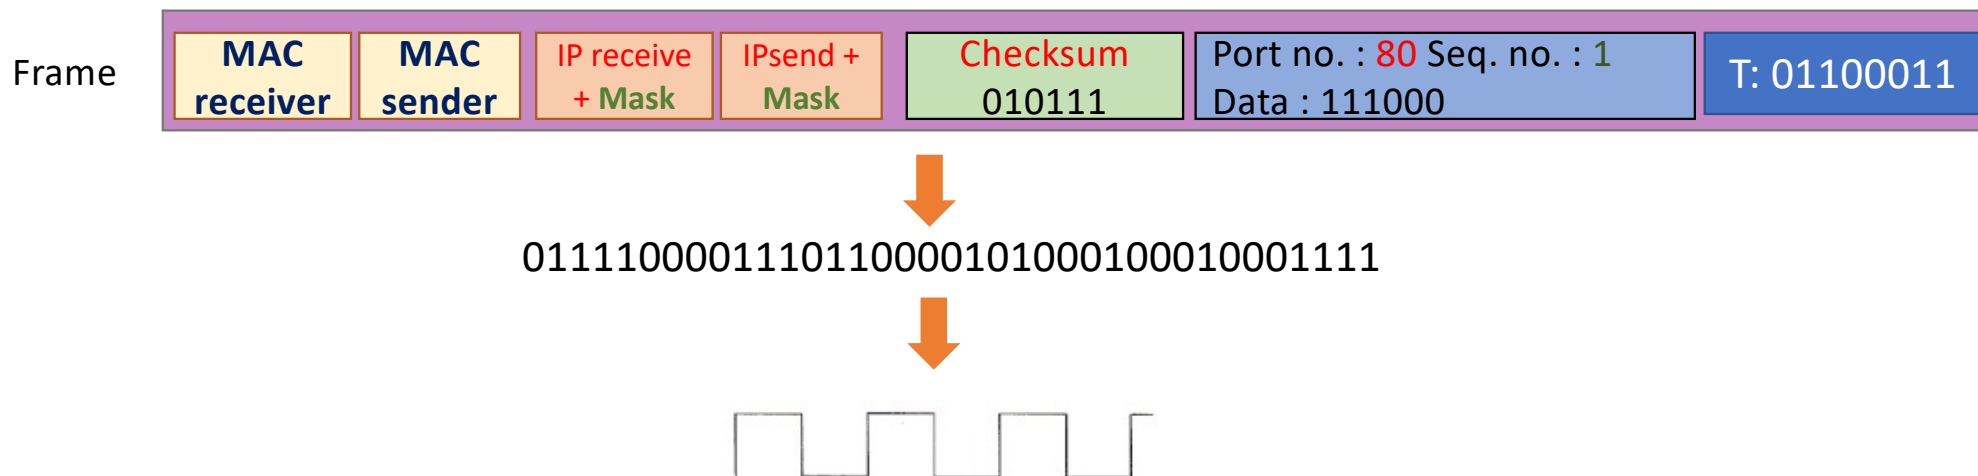 Frame
MAC receiver
MAC sender
IP receive + Mask
IPsend + Mask
Checksum
010111
Port no. : 80 Seq. no. : 1
Data : 111000
T: 01100011
0111100001110110000101000100010001111